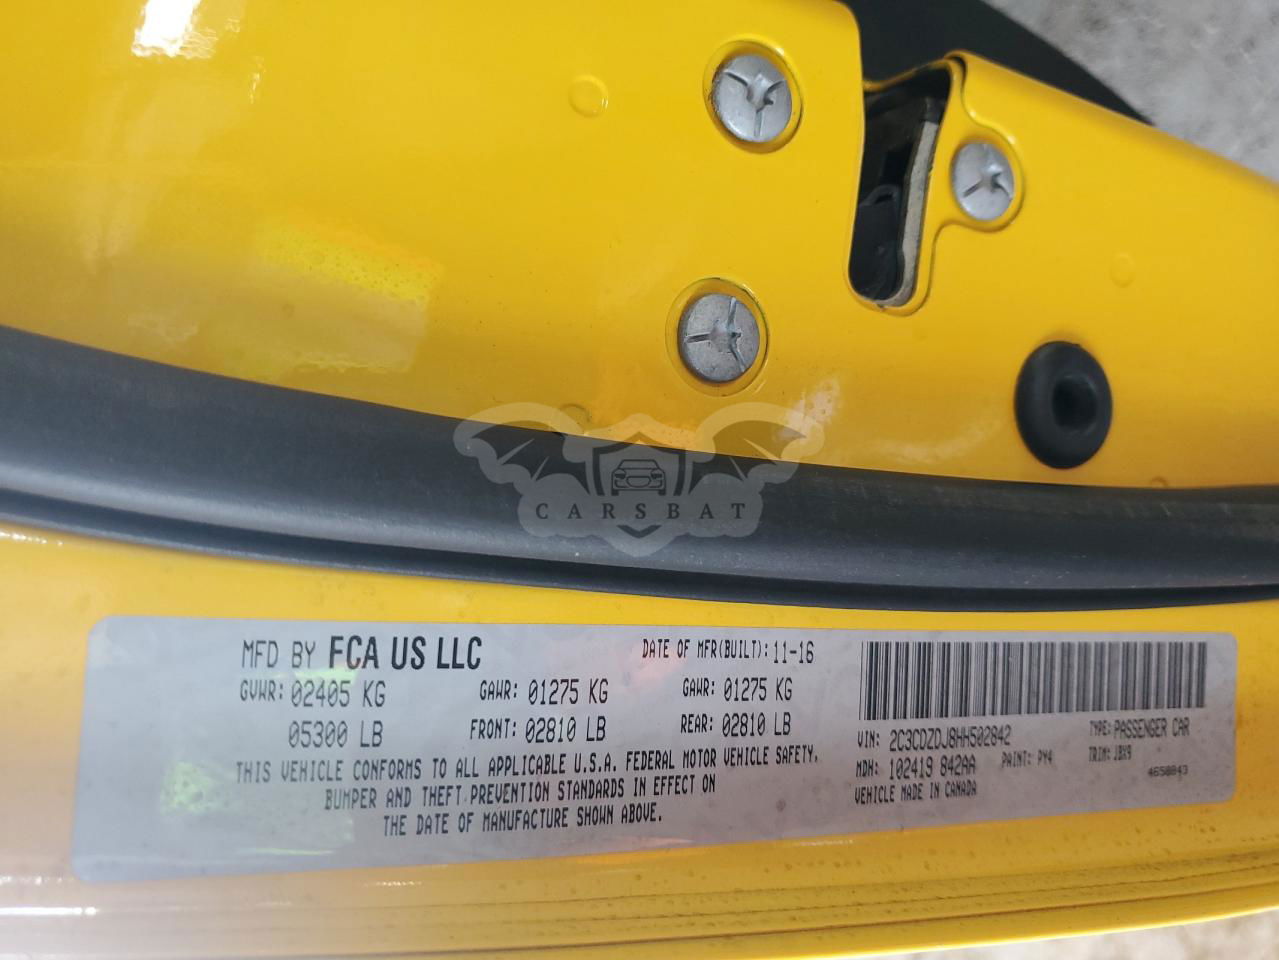 CARSBAT
MFD BY FCA US LLC DATE OF MFR(BUILT): 11-16
GVWR: 02405 KG GAWR: 01275 KG GAWR: 01275 KG
05300 LB FRONT: 02810 LB REAR: 02810 LB
THIS VEHICLE CONFORMS TO ALL APPLICABLE U.S.A. FEDERAL MOTOR VEHICLE SAFETY,
BUMPER AND THEFT PREVENTION STANDARDS IN EFFECT ON
THE DATE OF MANUFACTURE SHOWN ABOVE.
VIN: 2C3CDZDJ8HH502842 TYPE: PASSENGER CAR
MDH: 102419 842AA PAINT: PY4 TRIM: JBX9
VEHICLE MADE IN CANADA 4658843